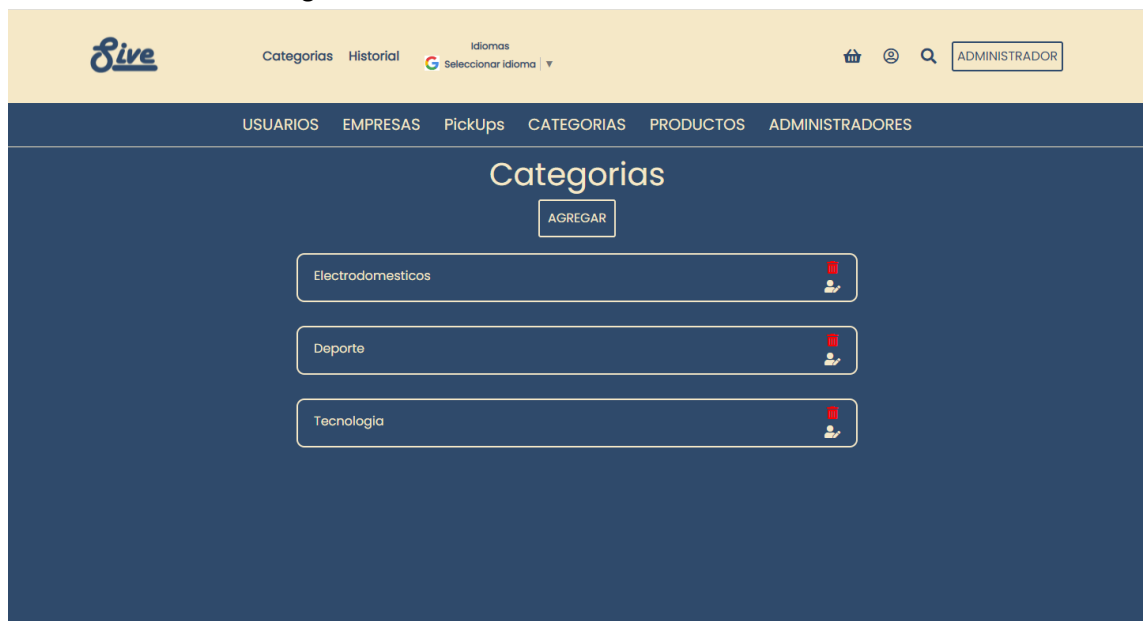 Sive
Categorias Historial
Idiomas
Seleccionar idioma ▼
ADMINISTRADOR
USUARIOS EMPRESAS PickUps CATEGORIAS PRODUCTOS ADMINISTRADORES
Categorias
AGREGAR
Electrodomesticos
Deporte
Tecnologia